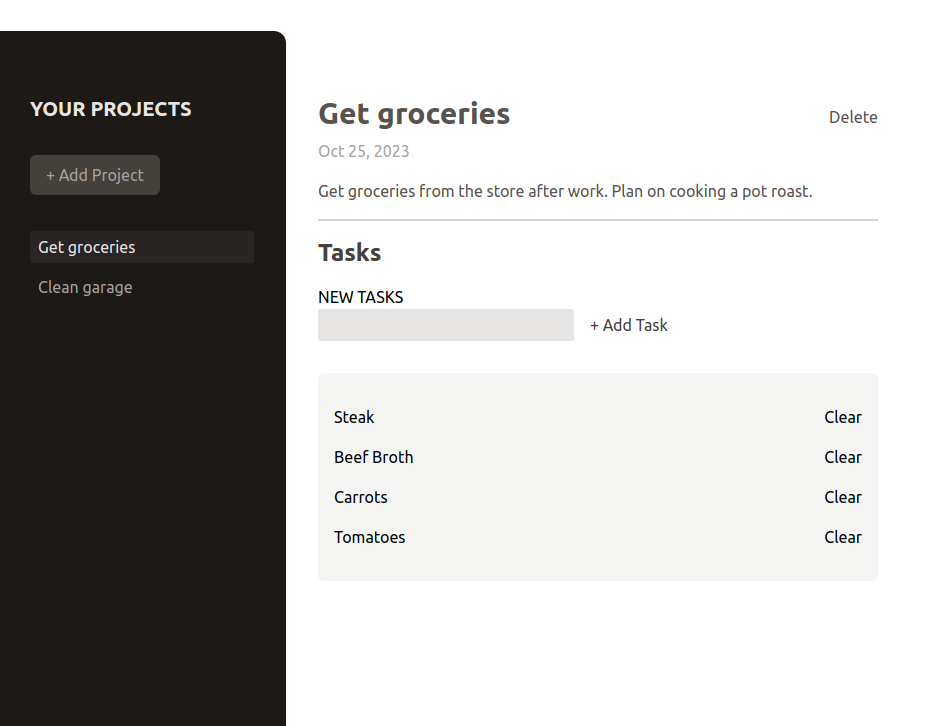 YOUR PROJECTS
+ Add Project
Get groceries
Clean garage
Get groceries
Delete
Oct 25, 2023
Get groceries from the store after work. Plan on cooking a pot roast.
Tasks
NEW TASKS
+ Add Task
Steak Clear
Beef Broth Clear
Carrots Clear
Tomatoes Clear